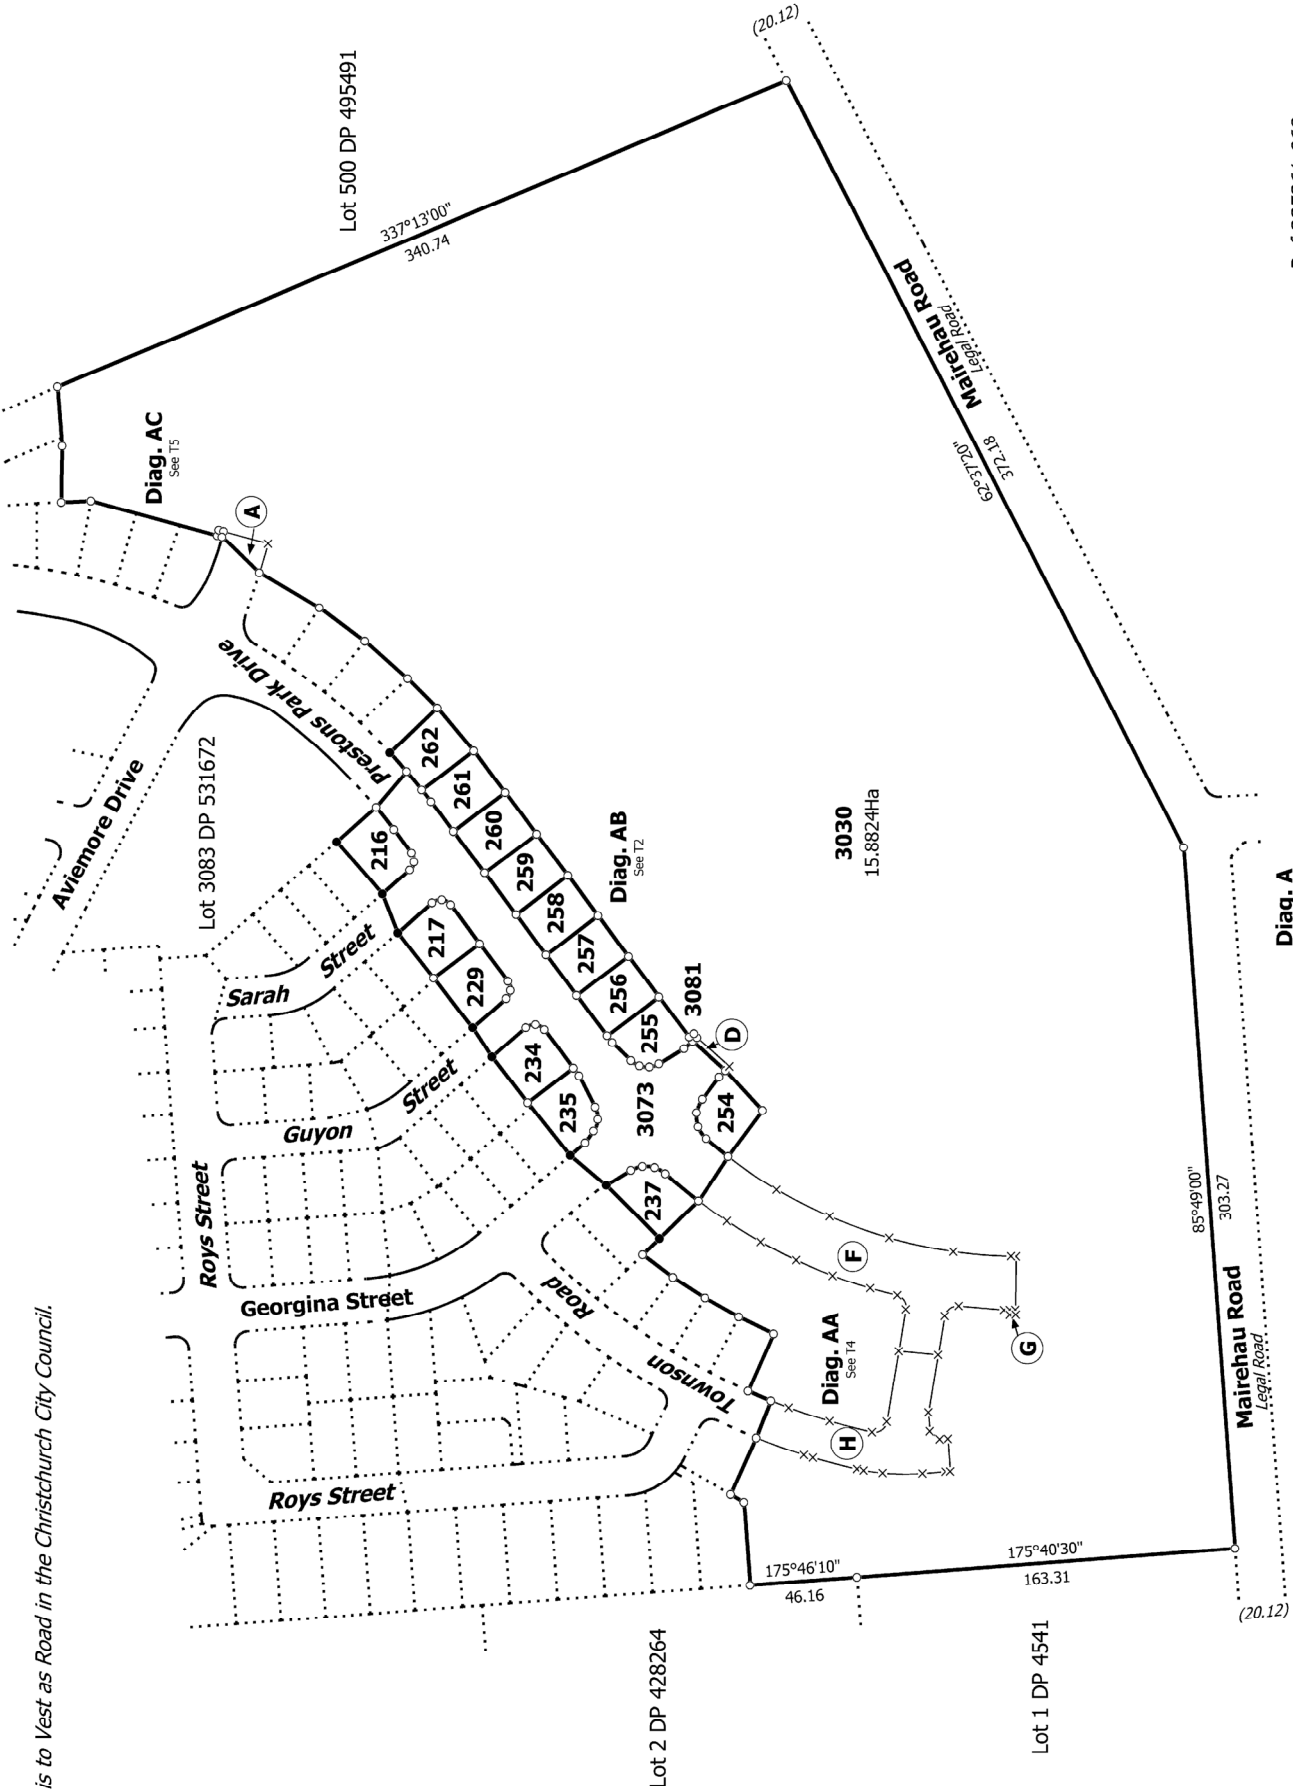 is to Vest as Road in the Christchurch City Council.
Lot 500 DP 495491
(20.12)
337°13'00"
340.74
Mairehau Road
Legal Road
62°37'20"
372.18
Diag. AC
See T5
A
Prestons Park Drive
Aviemore Drive
Lot 3083 DP 531672
262
261
260
259
258
257
256
255
216
217
229
234
235
237
254
3073
3081
D
Diag. AB
See T2
3030
15.8824Ha
Sarah
Street
Guyon
Street
Roys Street
Georgina Street
Townson
Road
Roys Street
F
G
H
Diag. AA
See T4
85°49'00"
303.27
Mairehau Road
Legal Road
Diag. A
175°46'10"
46.16
175°40'30"
163.31
(20.12)
Lot 2 DP 428264
Lot 1 DP 4541